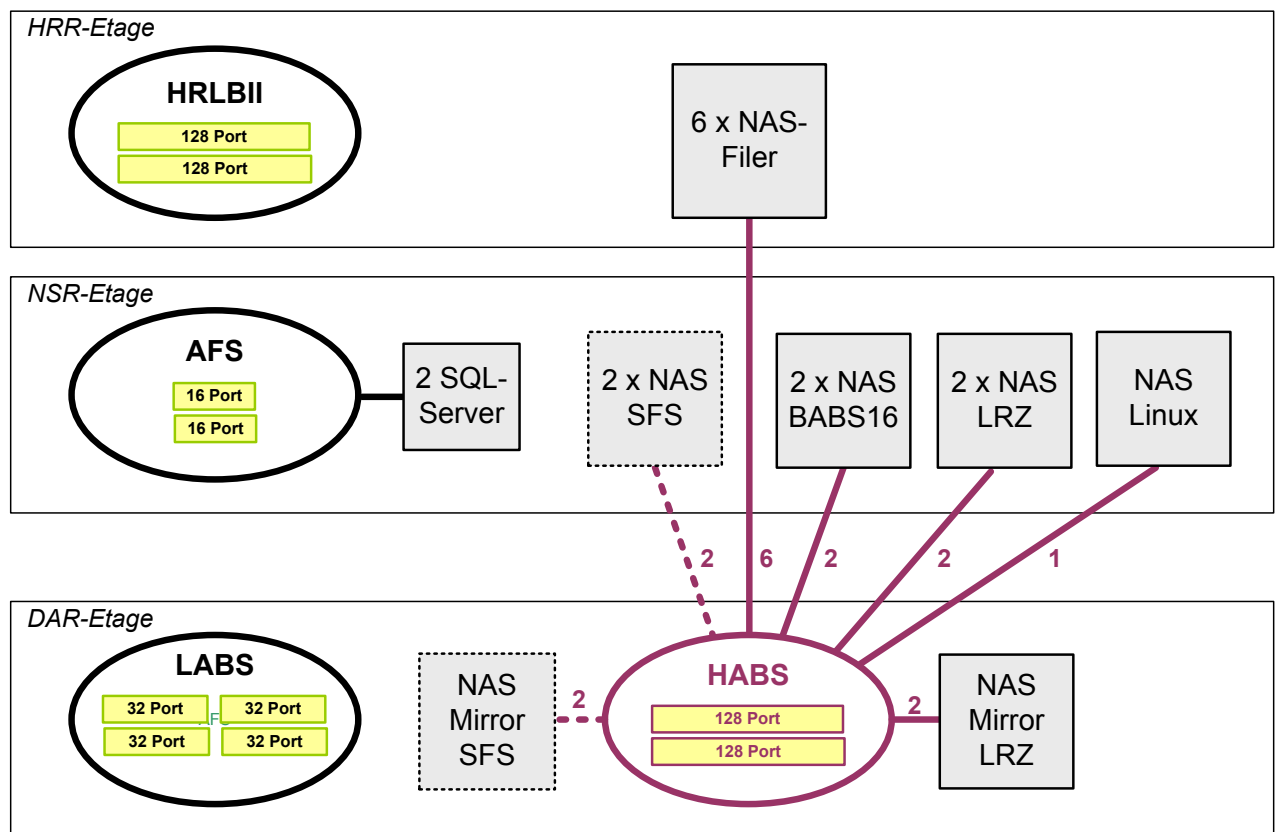 HRR-Etage
HRLBII
128 Port
128 Port
6 x NAS-
Filer
NSR-Etage
AFS
16 Port
16 Port
2 SQL-
Server
2 x NAS
SFS
2 x NAS
BABS16
2 x NAS
LRZ
NAS
Linux
2
6
2
2
1
DAR-Etage
LABS
32 Port
32 Port
AFS
32 Port
32 Port
NAS
Mirror
SFS
2
HABS
128 Port
128 Port
2
NAS
Mirror
LRZ